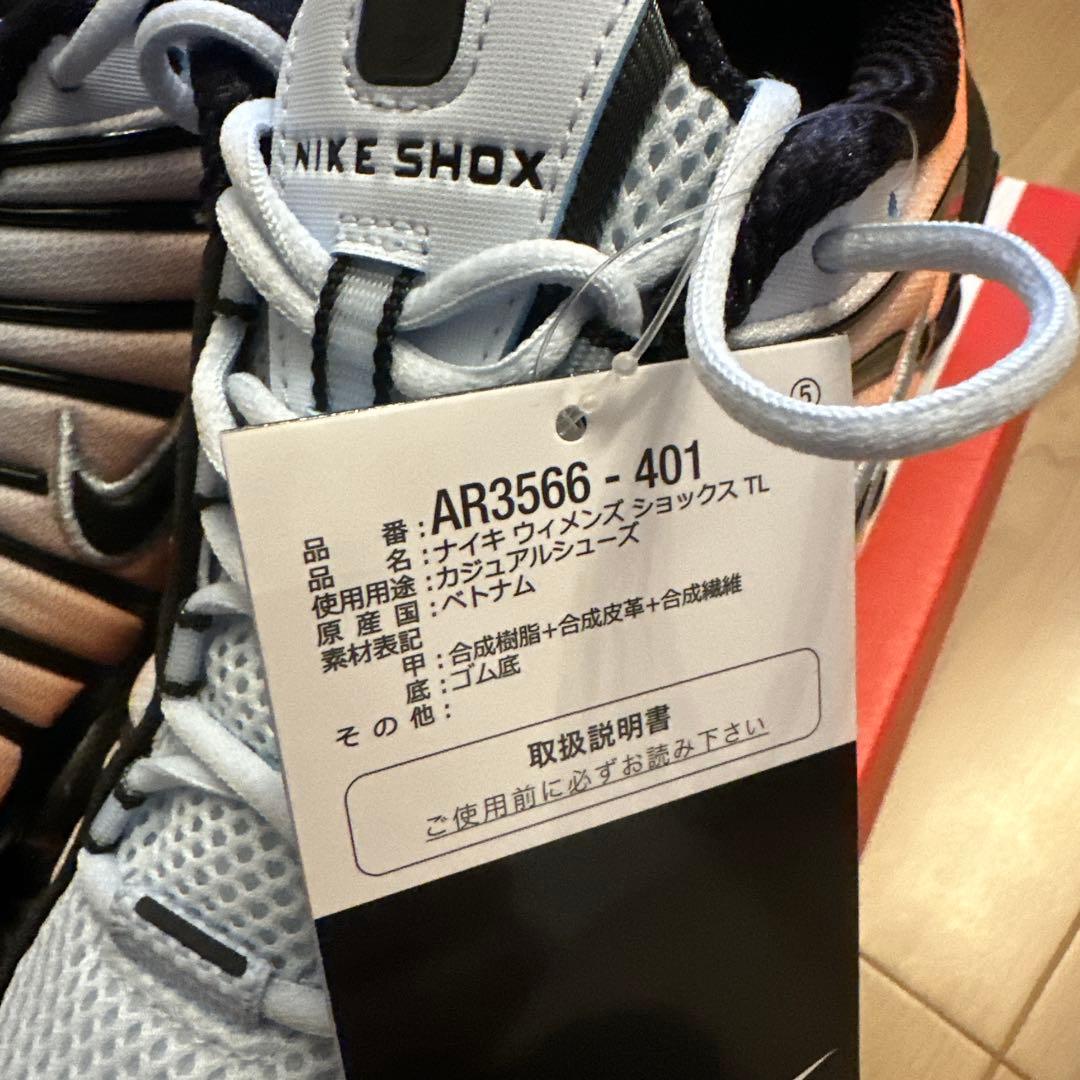 NIKE SHOX
⑤
品番:AR3566-401
品名:ナイキ ウィメンズ ショックス TL
使用用途:カジュアルシューズ
原産国:ベトナム
素材表記
甲:合成樹脂+合成皮革+合成繊維
底:ゴム底
その他:
取扱説明書
ご使用前に必ずお読み下さい